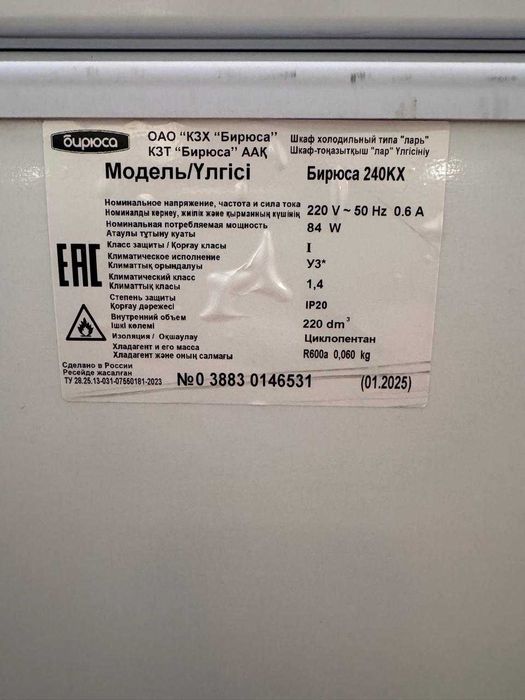 бирюса
ОАО "КЗХ "Бирюса"
КЗТ "Бирюса" ААҚ
Шкаф холодильный типа "ларь"
Шкаф-тоңазытқыш "лар" Үлгісініу
Модель/Үлгісі Бирюса 240КХ
Номинальное напряжение, частота и сила тока
Номиналды кернеу, жиілік және қырманның күшінің
220 V ~ 50 Hz 0.6 A
Номинальная потребляемая мощность
Атаулы тұтыну қуаты
84 W
Класс защиты / Қорғау класы I
Климатическое исполнение
Климаттық орындалуы
У3*
Климатический класс
Климаттық класы
1,4
Степень защиты
Қорғау дәрежесі
IP20
Внутренний объем
Ішкі көлемі
220 dm³
Изоляция / Оқшаулау Циклопентан
Хладагент и его масса
Хладагент және оның салмағы
R600a 0,060 kg
EAC
Сделано в России
Ресейде жасалған
ТУ 28.25.13-031-07550181-2023
№0 3883 0146531 (01.2025)